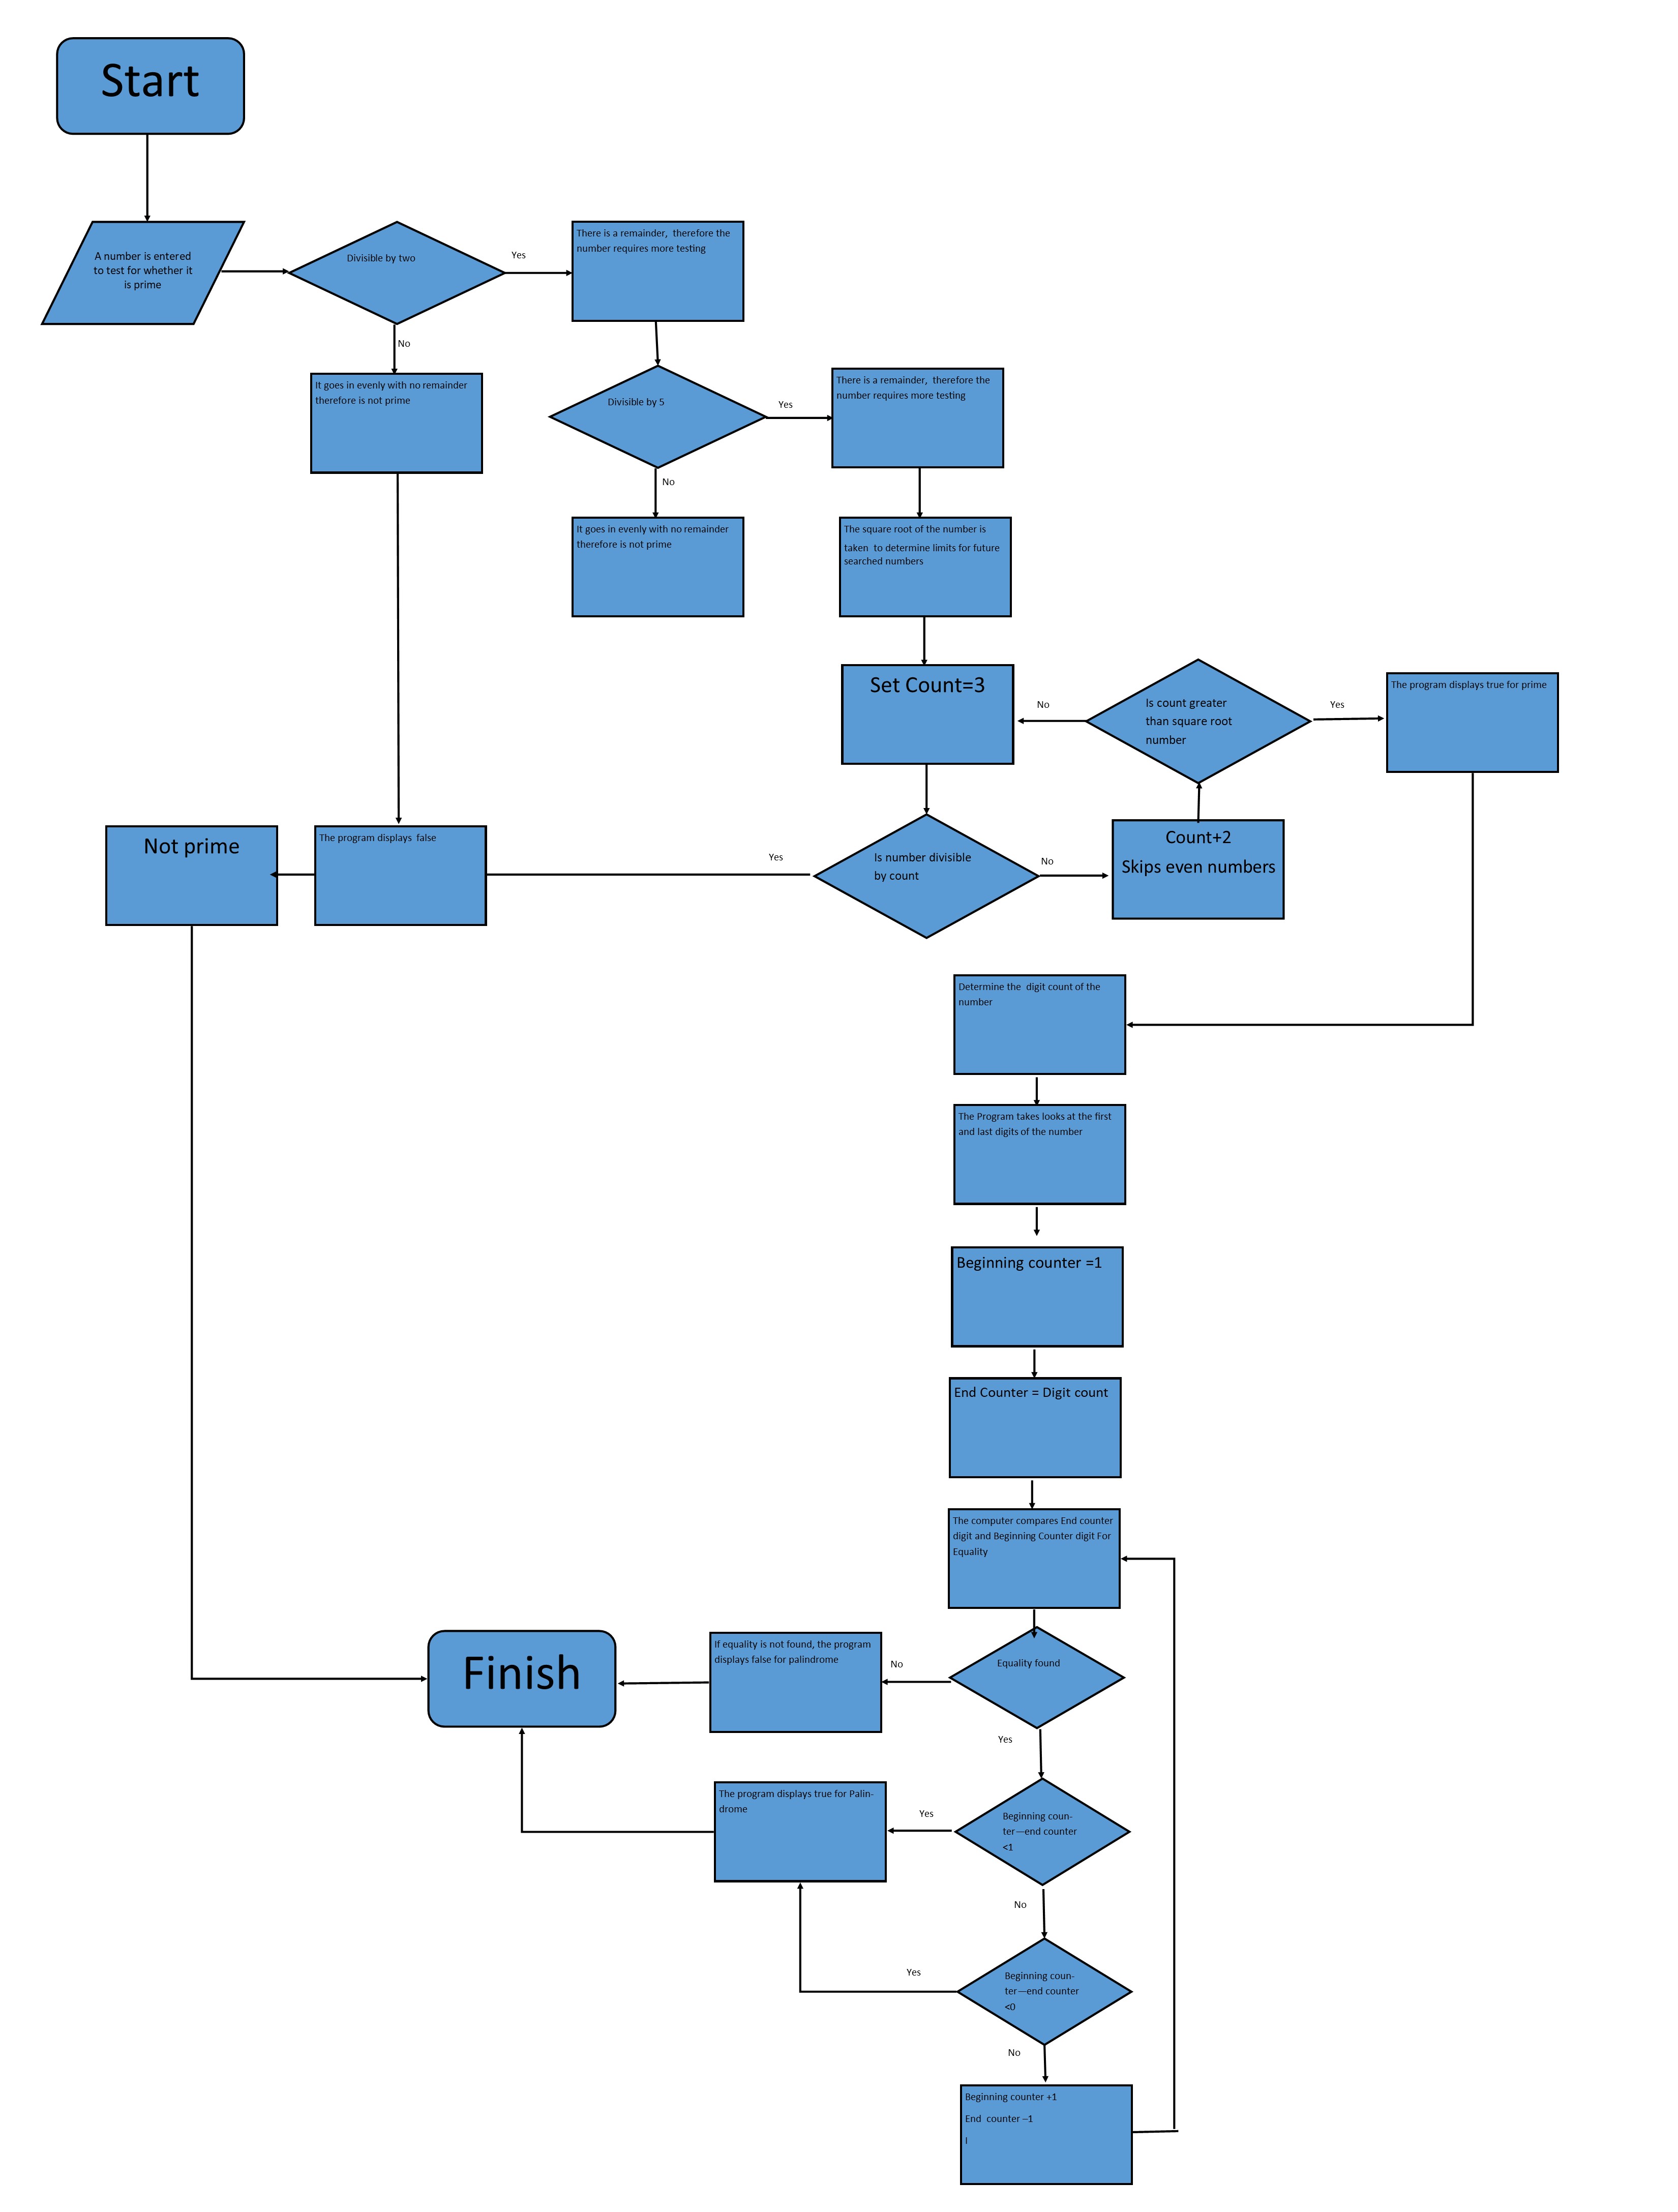 Start
A number is entered
to test for whether it
is prime
Divisible by two
Yes
There is a remainder,  therefore the
number requires more testing
No
It goes in evenly with no remainder
therefore is not prime
Divisible by 5
Yes
There is a remainder,  therefore the
number requires more testing
No
It goes in evenly with no remainder
therefore is not prime
The square root of the number is
taken  to determine limits for future
searched numbers
Set Count=3
No
Is count greater
than square root
number
Yes
The program displays true for prime
Not prime
The program displays  false
Yes
Is number divisible
by count
No
Count+2
Skips even numbers
Determine the  digit count of the
number
The Program takes looks at the first
and last digits of the number
Beginning counter =1
End Counter = Digit count
The computer compares End counter
digit and Beginning Counter digit For
Equality
Finish
If equality is not found, the program
displays false for palindrome
No
Equality found
Yes
The program displays true for Palin-
drome
Yes
Beginning coun-
ter—end counter
<1
No
Yes
Beginning coun-
ter—end counter
<0
No
Beginning counter +1
End  counter –1
I